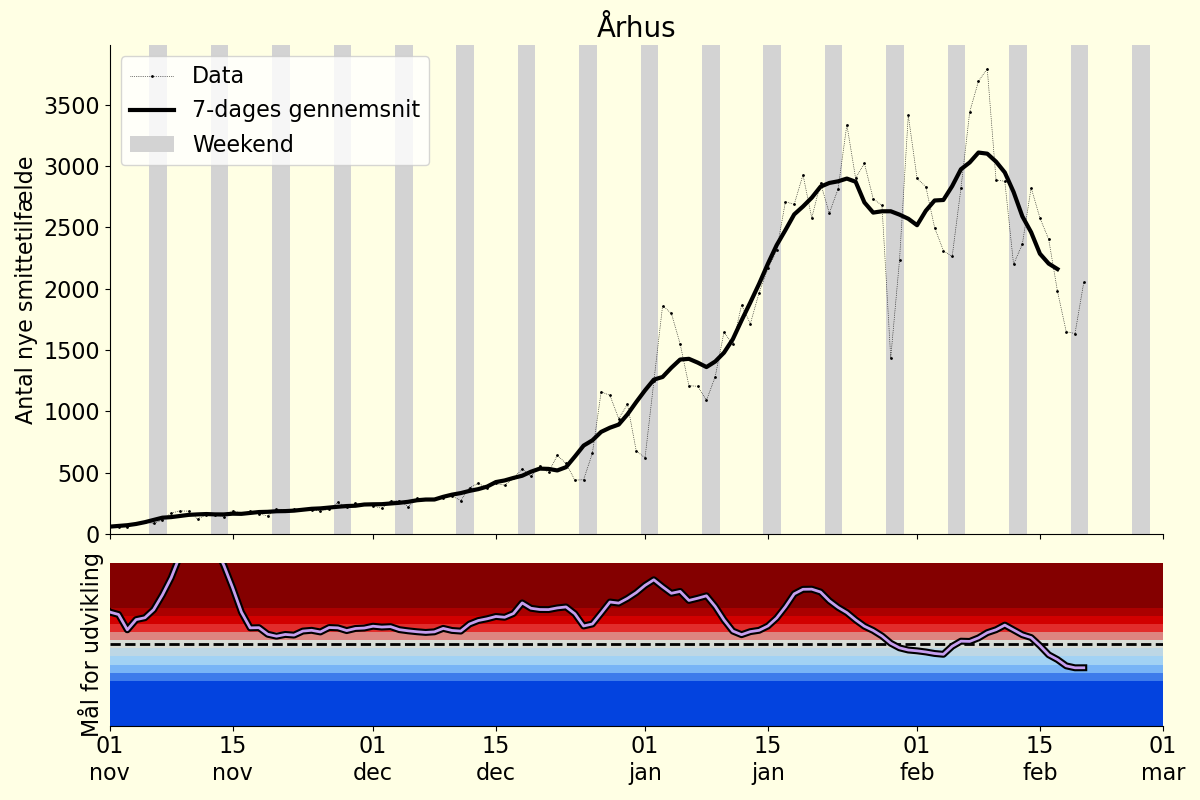 Århus
Data
7-dages gennemsnit
Weekend
Antal nye smittetilfælde
3500
3000
2500
2000
1500
1000
500
0
Mål for udvikling
01 15 01 15 01 15 01 15 01
nov nov dec dec jan jan feb feb mar